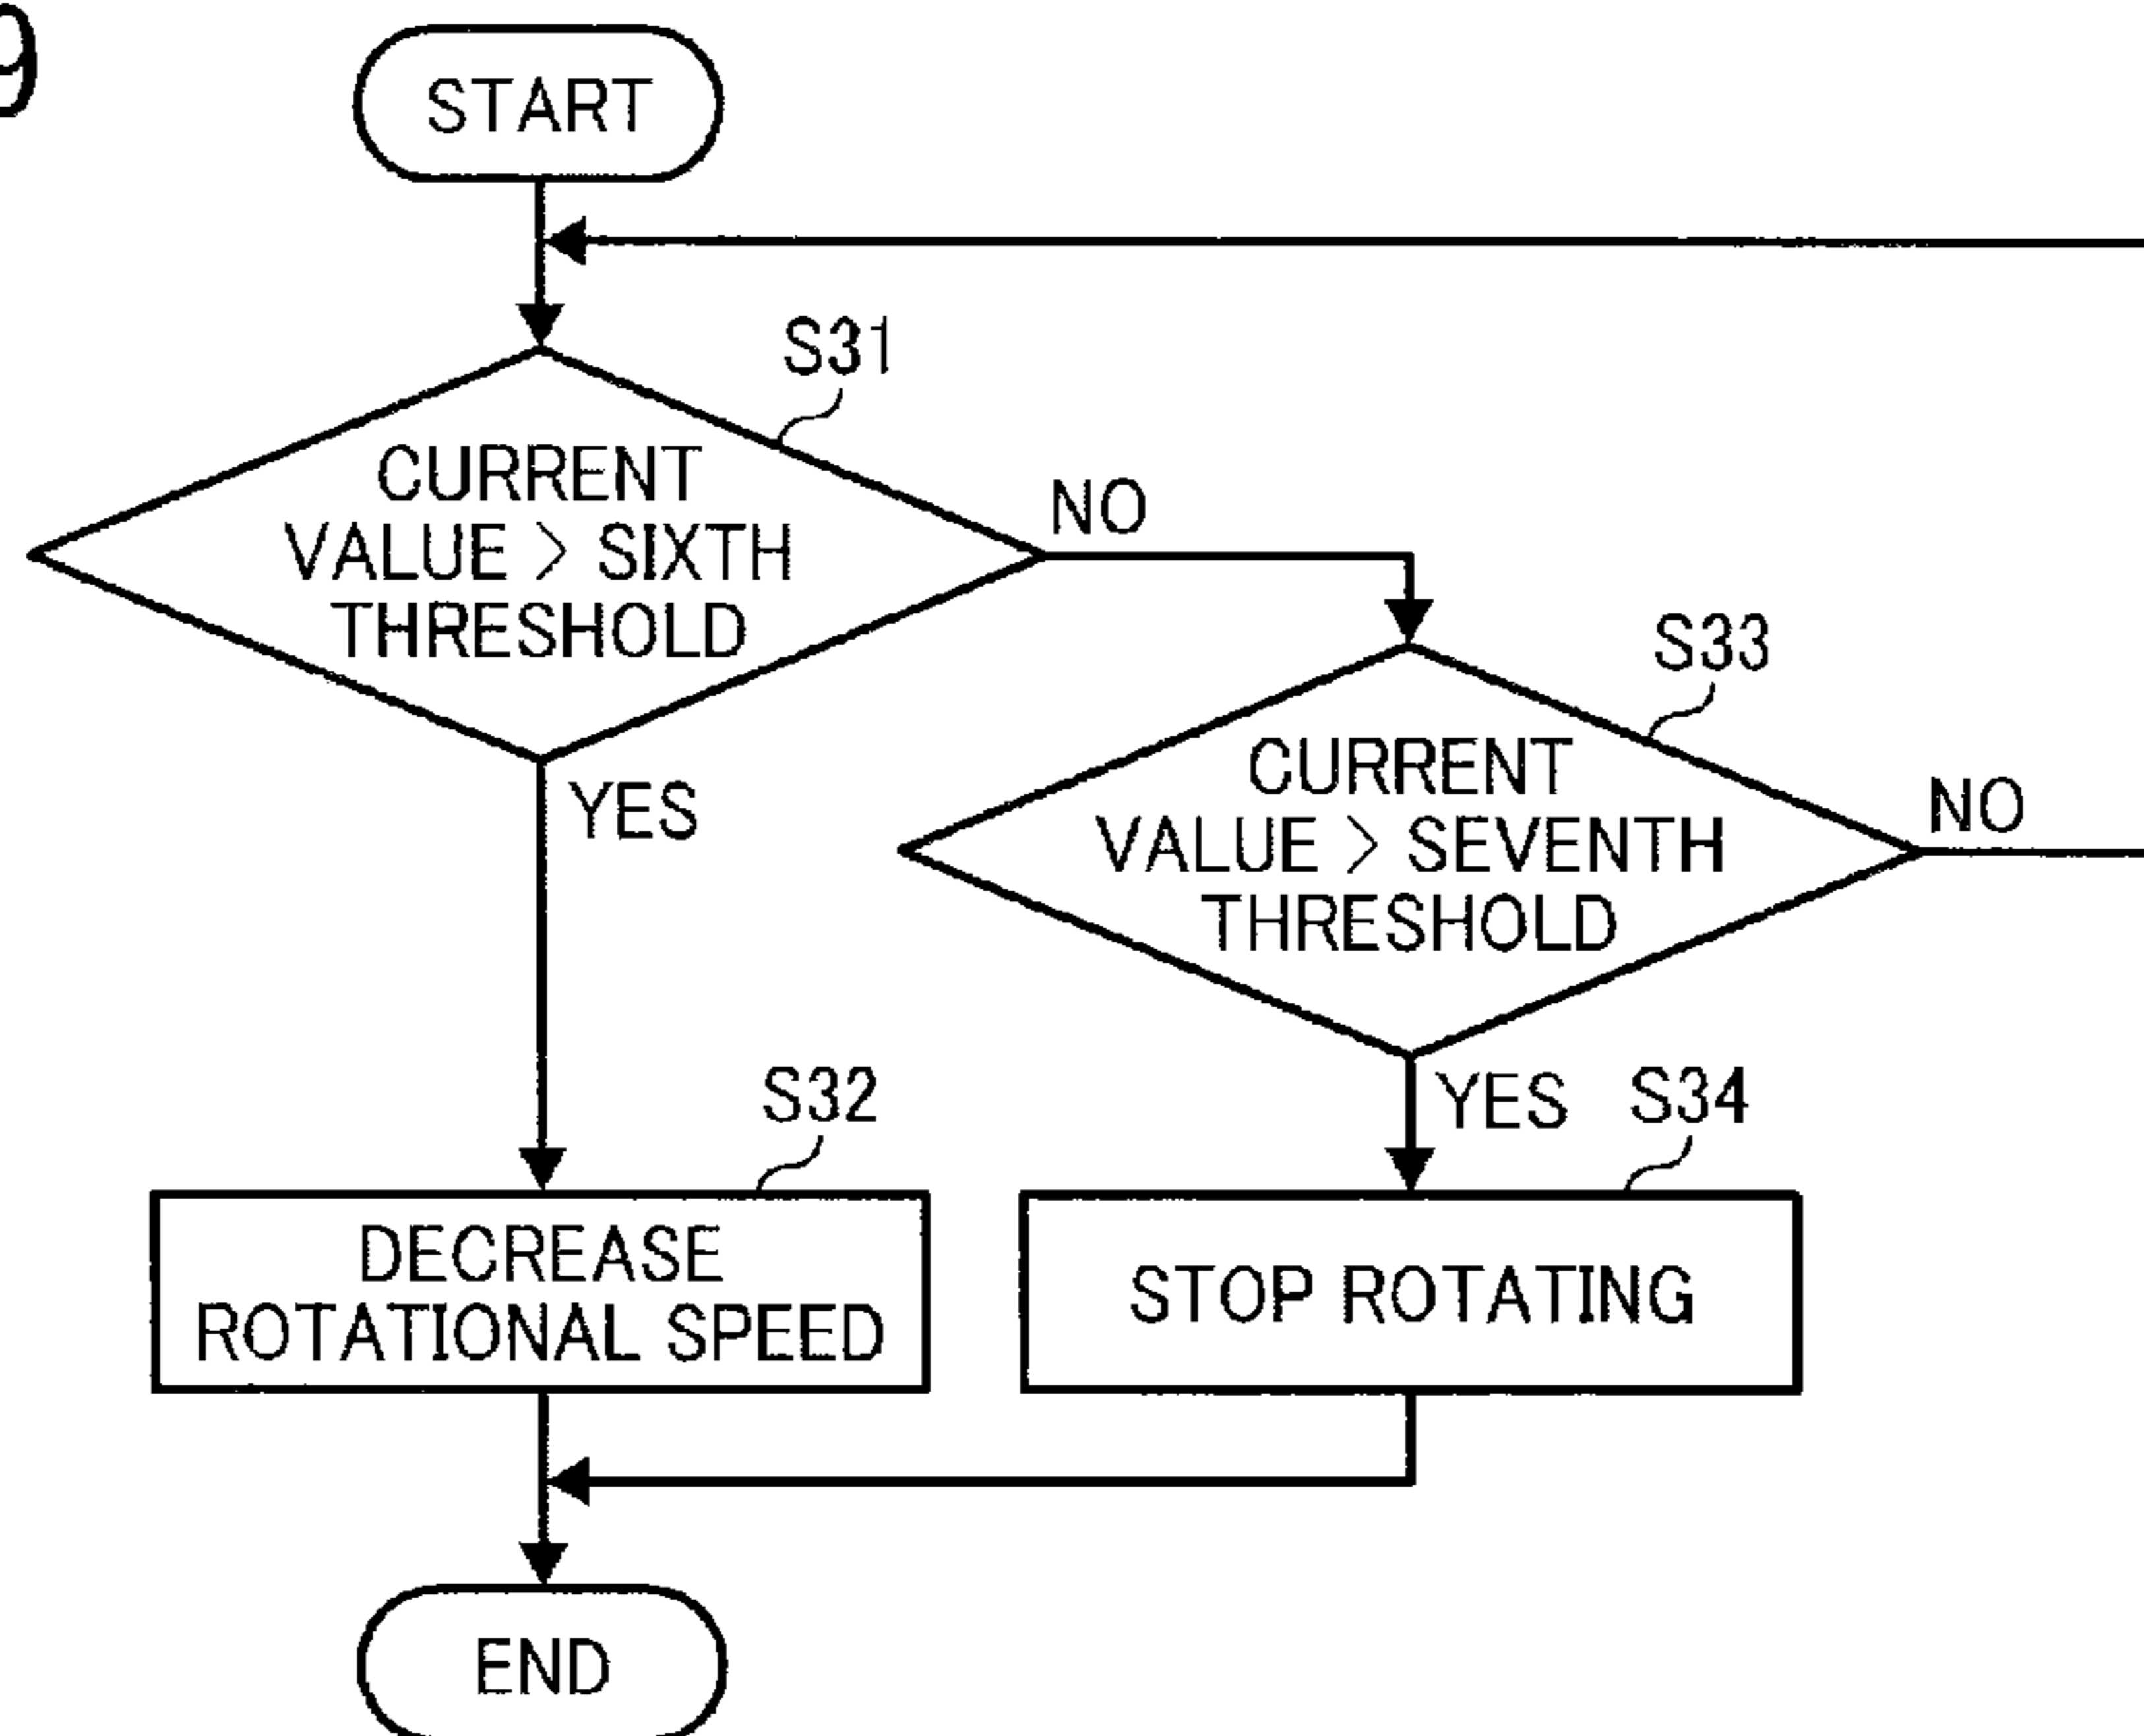 9
START
S31
CURRENT
VALUE > SIXTH
THRESHOLD
NO
YES
S33
CURRENT
VALUE > SEVENTH
THRESHOLD
NO
YES
S32
DECREASE
ROTATIONAL SPEED
S34
STOP ROTATING
END